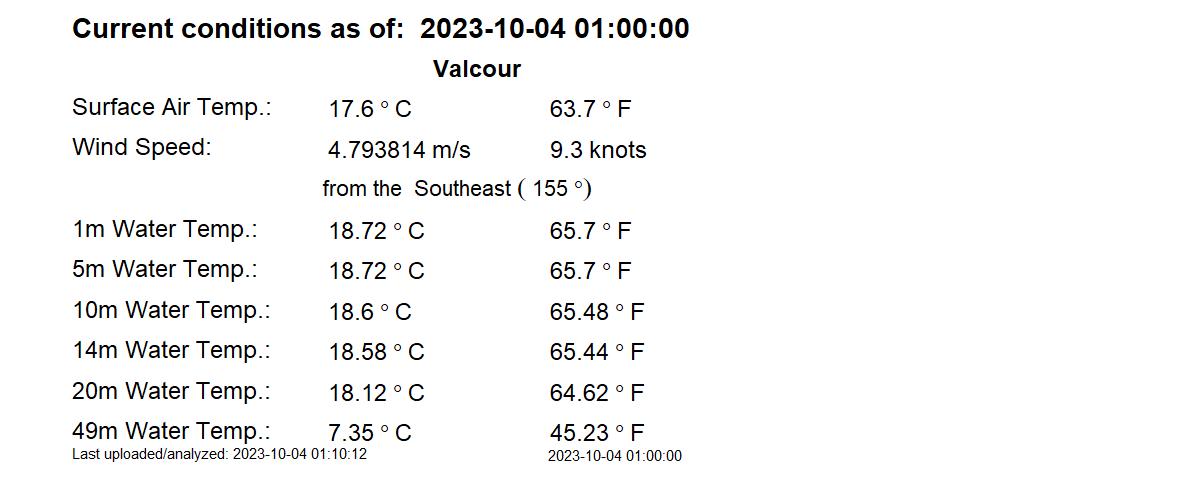 Current conditions as of:  2023-10-04 01:00:00
Valcour
Surface Air Temp.: 17.6 ° C 63.7 ° F
Wind Speed: 4.793814 m/s 9.3 knots
from the  Southeast ( 155 °)
1m Water Temp.: 18.72 ° C 65.7 ° F
5m Water Temp.: 18.72 ° C 65.7 ° F
10m Water Temp.: 18.6 ° C 65.48 ° F
14m Water Temp.: 18.58 ° C 65.44 ° F
20m Water Temp.: 18.12 ° C 64.62 ° F
49m Water Temp.: 7.35 ° C 45.23 ° F
Last uploaded/analyzed: 2023-10-04 01:10:12 2023-10-04 01:00:00